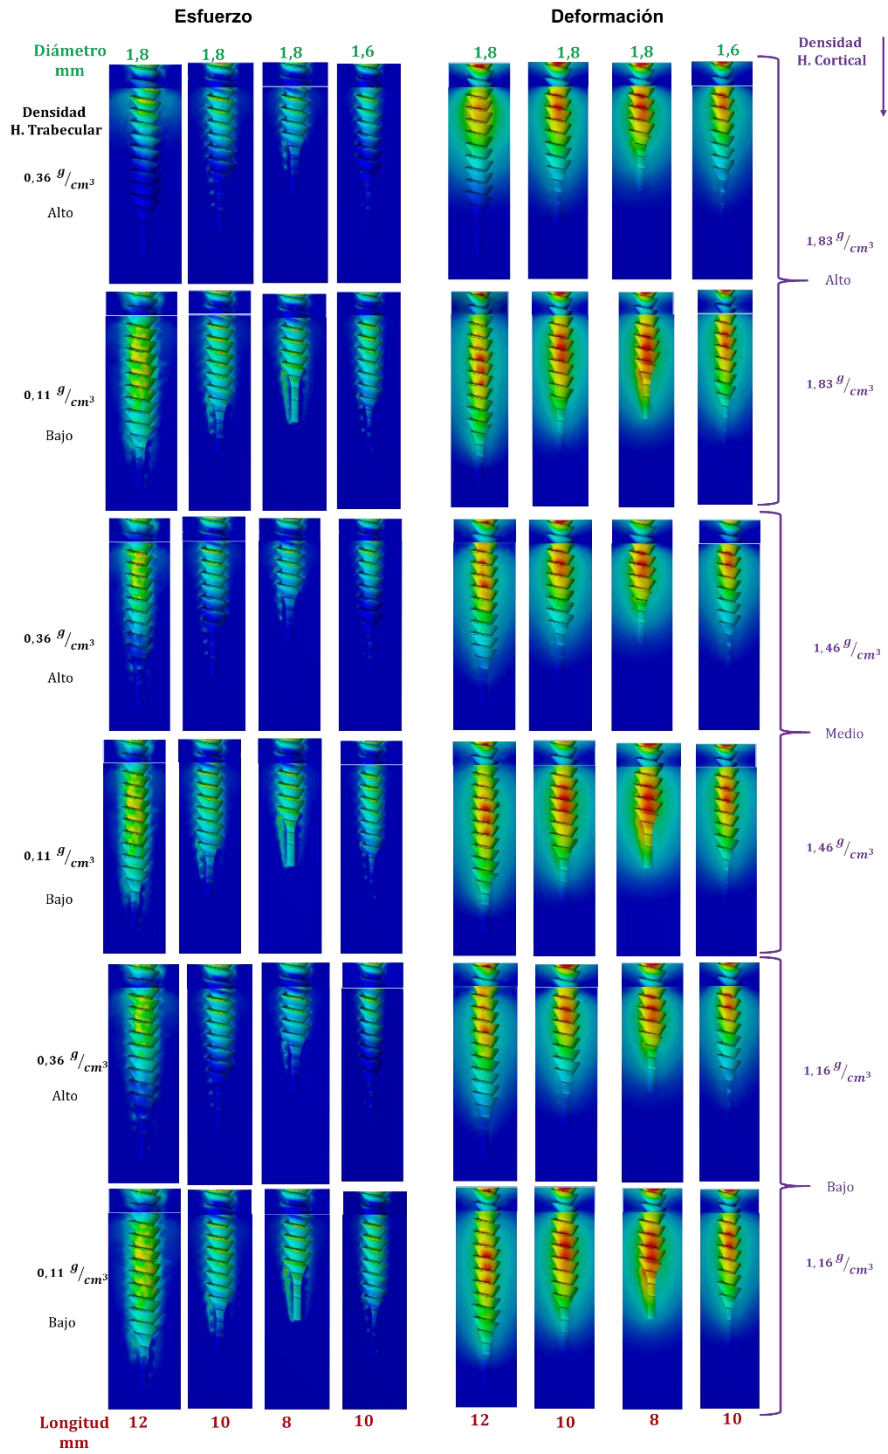 Esfuerzo
Deformación
Diámetro
mm
1,8
1,8
1,8
1,6
1,8
1,8
1,8
1,6
Densidad
H. Cortical
Densidad
H. Trabecular
0,36 g/cm³
Alto
1,83 g/cm³
Alto
0,11 g/cm³
Bajo
1,83 g/cm³
0,36 g/cm³
Alto
1,46 g/cm³
Medio
0,11 g/cm³
Bajo
1,46 g/cm³
0,36 g/cm³
Alto
1,16 g/cm³
Bajo
0,11 g/cm³
Bajo
1,16 g/cm³
Longitud
mm
12
10
8
10
12
10
8
10